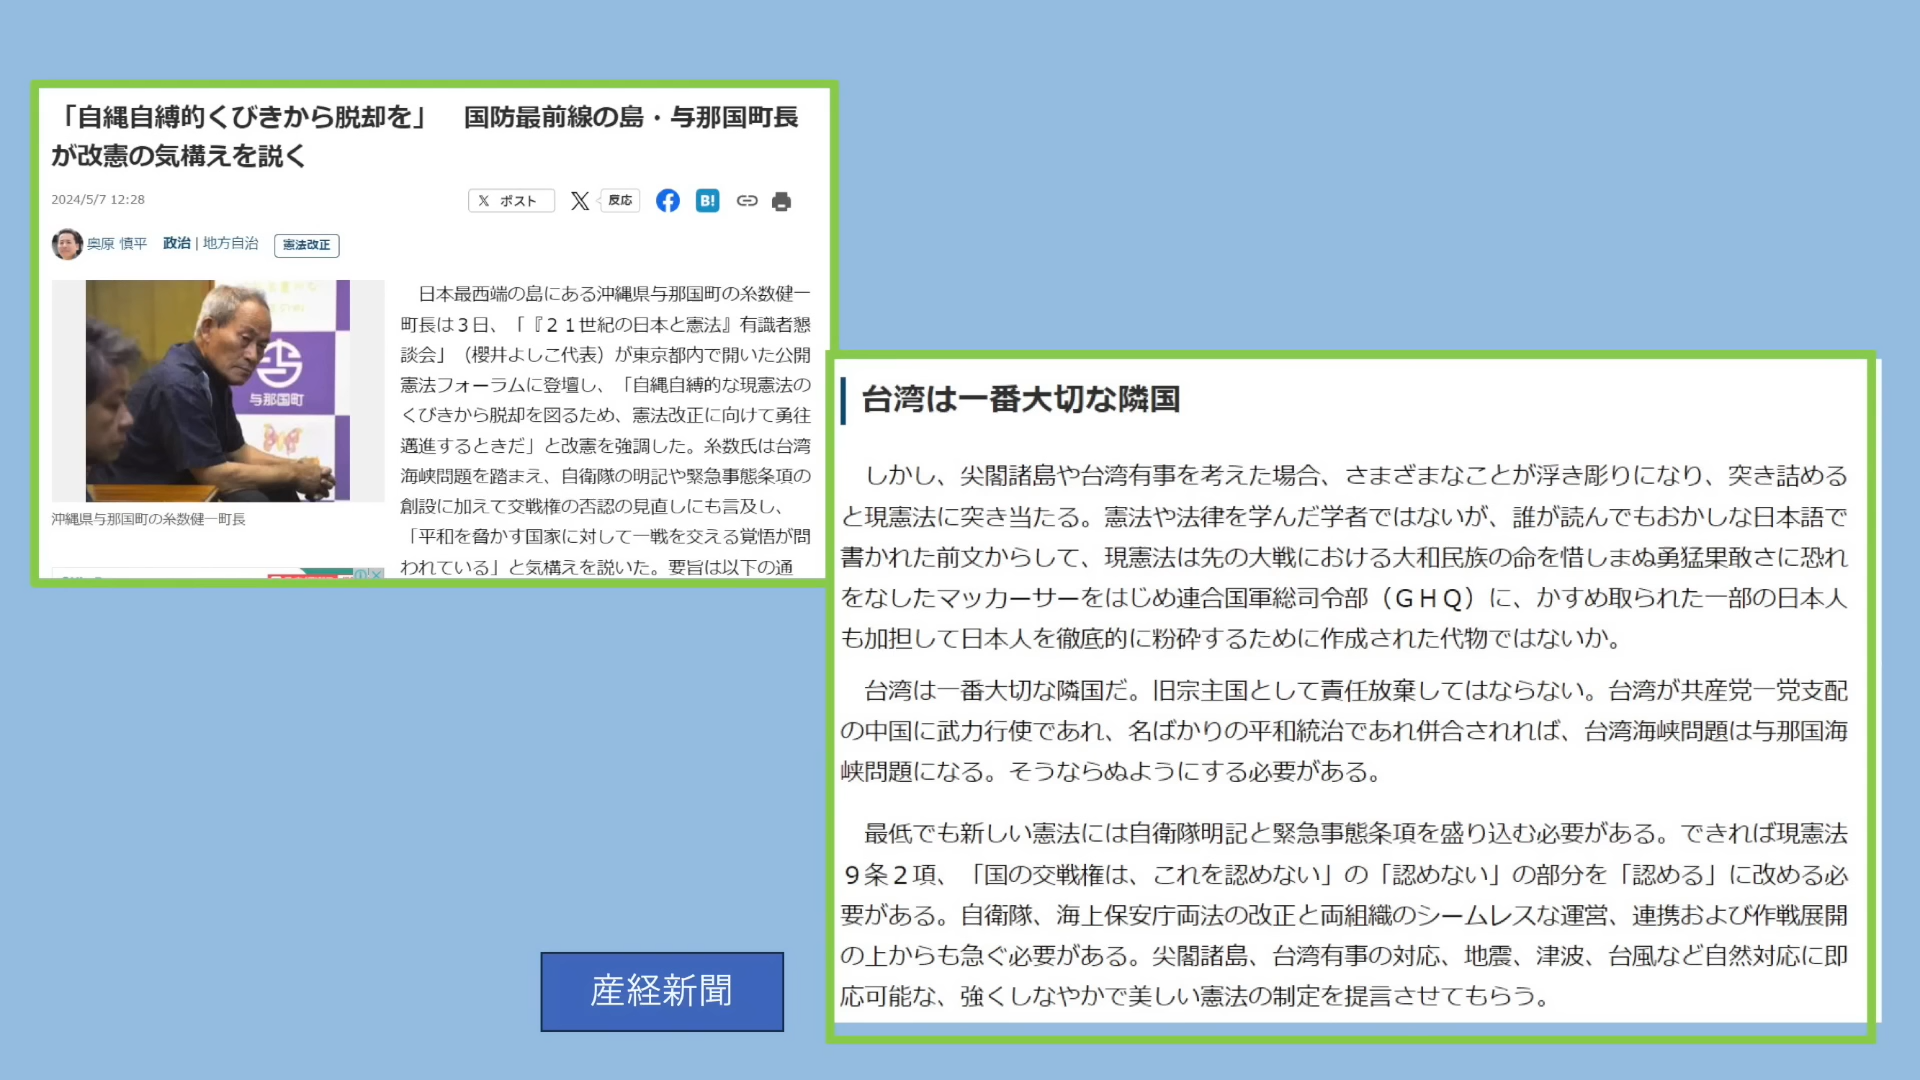 「自縄自縛的くびきから脱却を」　国防最前線の島・与那国町長
が改憲の気構えを説く
2024/5/7 12:28
ポスト
反応
B!
奥原 慎平
政治 | 地方自治
憲法改正
与那国町
沖縄県与那国町の糸数健一町長
日本最西端の島にある沖縄県与那国町の糸数健一
町長は３日、「『２１世紀の日本と憲法』有識者懇
談会」（櫻井よしこ代表）が東京都内で開いた公開
憲法フォーラムに登壇し、「自縄自縛的な現憲法の
くびきから脱却を図るため、憲法改正に向けて勇往
邁進するときだ」と改憲を強調した。糸数氏は台湾
海峡問題を踏まえ、自衛隊の明記や緊急事態条項の
創設に加えて交戦権の否認の見直しにも言及し、
「平和を脅かす国家に対して一戦を交える覚悟が問
われている」と気構えを説いた。要旨は以下の通
台湾は一番大切な隣国
しかし、尖閣諸島や台湾有事を考えた場合、さまざまなことが浮き彫りになり、突き詰める
と現憲法に突き当たる。憲法や法律を学んだ学者ではないが、誰が読んでもおかしな日本語で
書かれた前文からして、現憲法は先の大戦における大和民族の命を惜しまぬ勇猛果敢さに恐れ
をなしたマッカーサーをはじめ連合国軍総司令部（ＧＨＱ）に、かすめ取られた一部の日本人
も加担して日本人を徹底的に粉砕するために作成された代物ではないか。
台湾は一番大切な隣国だ。旧宗主国として責任放棄してはならない。台湾が共産党一党支配
の中国に武力行使であれ、名ばかりの平和統治であれ併合されれば、台湾海峡問題は与那国海
峡問題になる。そうならぬようにする必要がある。
最低でも新しい憲法には自衛隊明記と緊急事態条項を盛り込む必要がある。できれば現憲法
９条２項、「国の交戦権は、これを認めない」の「認めない」の部分を「認める」に改める必
要がある。自衛隊、海上保安庁両法の改正と両組織のシームレスな運営、連携および作戦展開
の上からも急ぐ必要がある。尖閣諸島、台湾有事の対応、地震、津波、台風など自然対応に即
応可能な、強くしなやかで美しい憲法の制定を提言させてもらう。
産経新聞